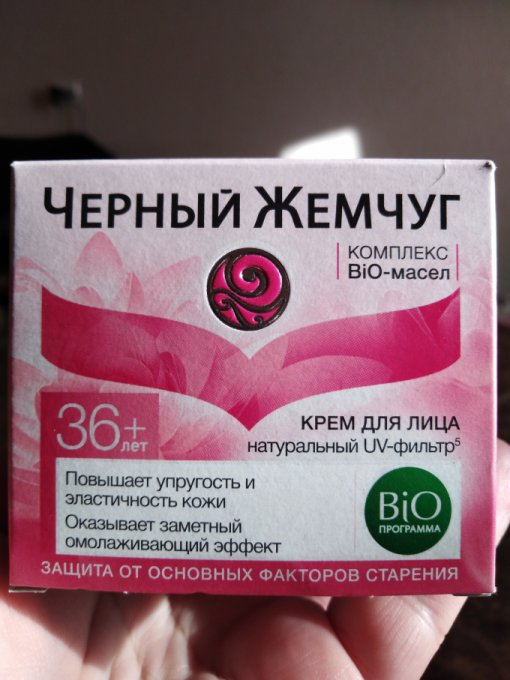 ЧЕРНЫЙ ЖЕМЧУГ
КОМПЛЕКС
BiO-масел
36+
лет
КРЕМ ДЛЯ ЛИЦА
натуральный UV-фильтр⁵
Повышает упругость и
эластичность кожи
Оказывает заметный
омолаживающий эффект
BiO
ПРОГРАММА
ЗАЩИТА ОТ ОСНОВНЫХ ФАКТОРОВ СТАРЕНИЯ